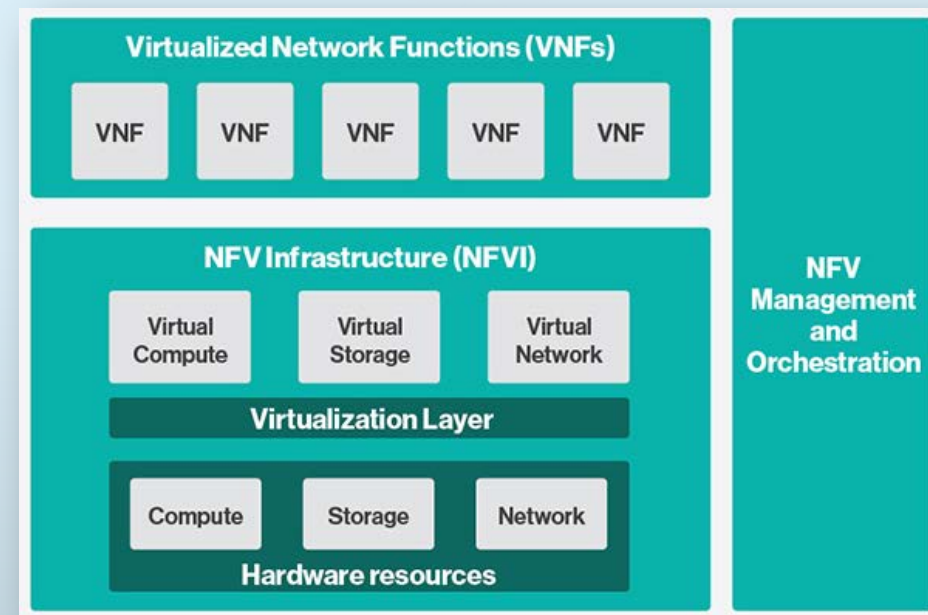 Virtualized Network Functions (VNFs)
VNF VNF VNF VNF VNF
NFV Infrastructure (NFVI)
Virtual
Compute
Virtual
Storage
Virtual
Network
Virtualization Layer
Compute Storage Network
Hardware resources
NFV
Management
and
Orchestration